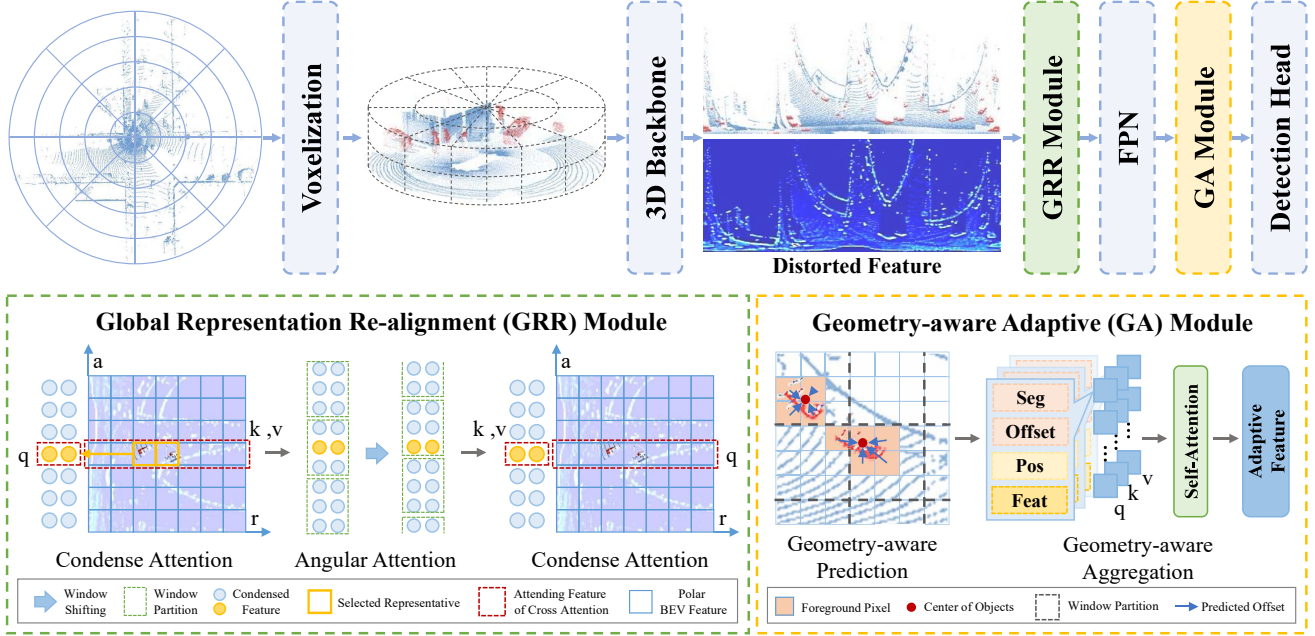 Voxelization
3D Backbone
Distorted Feature
GRR Module
FPN
GA Module
Detection Head
Global Representation Re-alignment (GRR) Module
a
q
k ,v
r
Condense Attention
Angular Attention
a
k ,v
q
r
Condense Attention
Window
Shifting
Window
Partition
Condensed
Feature
Selected Representative
Attending Feature
of Cross Attention
Polar
BEV Feature
Geometry-aware Adaptive (GA) Module
Geometry-aware
Prediction
Seg
Offset
Pos
Feat
q
k
v
Self-Attention
Adaptive
Feature
Geometry-aware
Aggregation
Foreground Pixel
Center of Objects
Window Partition
Predicted Offset